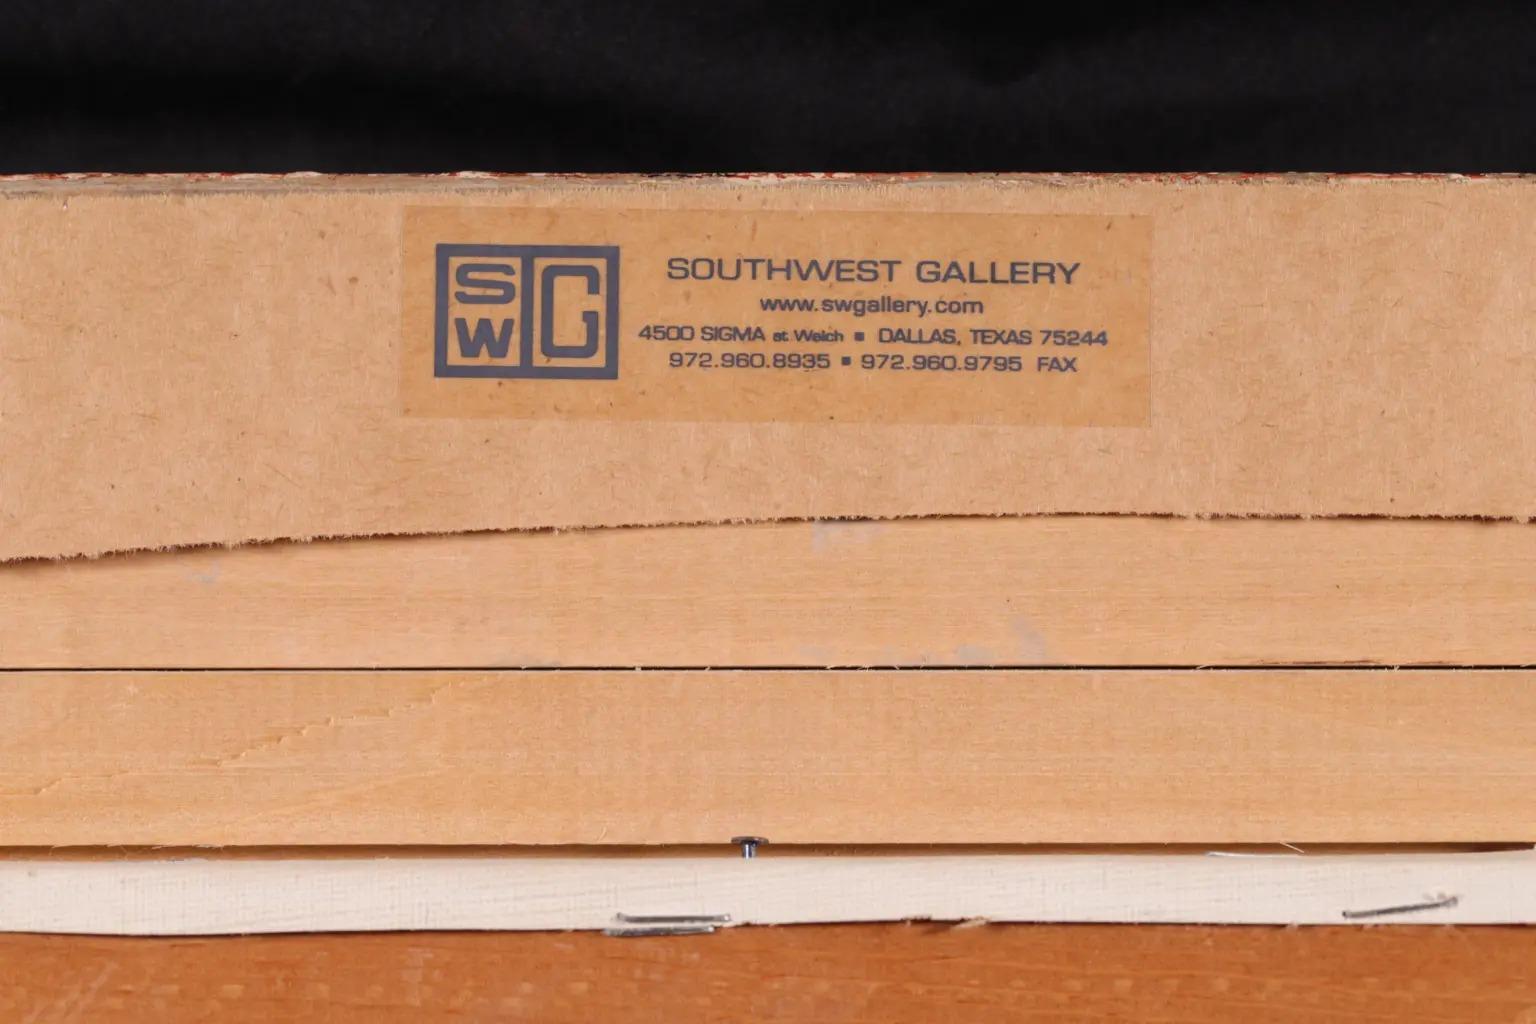 SW G
SOUTHWEST GALLERY
www.swgallery.com
4500 SIGMA at Welch ▪ DALLAS, TEXAS 75244
972.960.8935 ▪ 972.960.9795 FAX